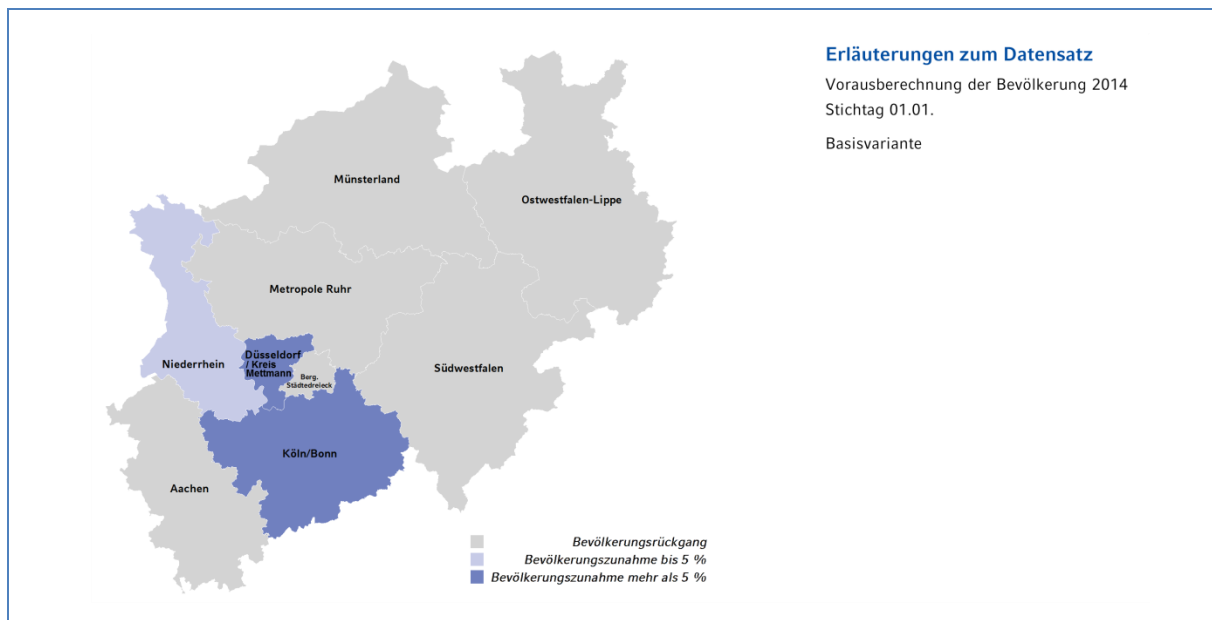 Erläuterungen zum Datensatz
Vorausberechnung der Bevölkerung 2014
Stichtag 01.01.
Basisvariante
Münsterland
Ostwestfalen-Lippe
Metropole Ruhr
Düsseldorf
/ Kreis
Mettmann
Niederrhein
Berg.
Städtedreieck
Südwestfalen
Köln/Bonn
Aachen
Bevölkerungsrückgang
Bevölkerungszunahme bis 5 %
Bevölkerungszunahme mehr als 5 %